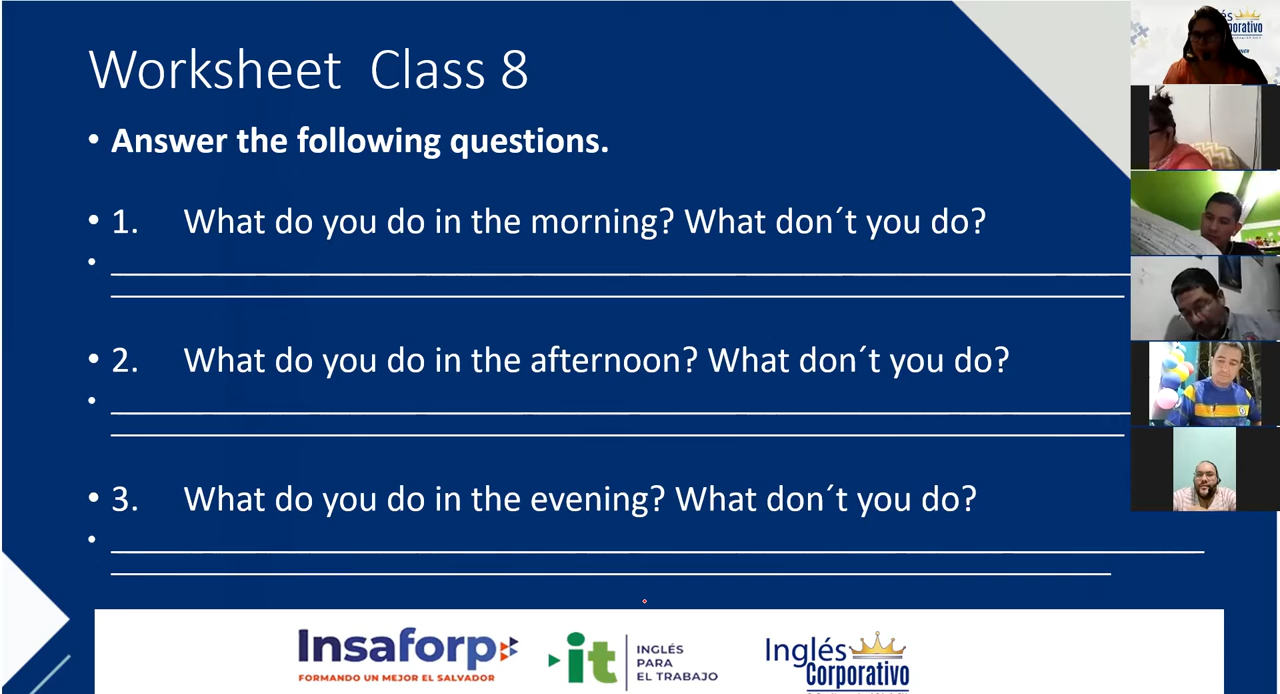 Worksheet  Class 8
• Answer the following questions.
• 1. What do you do in the morning? What don´t you do?
• 2. What do you do in the afternoon? What don´t you do?
• 3. What do you do in the evening? What don´t you do?
Insaforp
FORMANDO UN MEJOR EL SALVADOR
it
INGLÉS
PARA
EL TRABAJO
Inglés
Corporativo